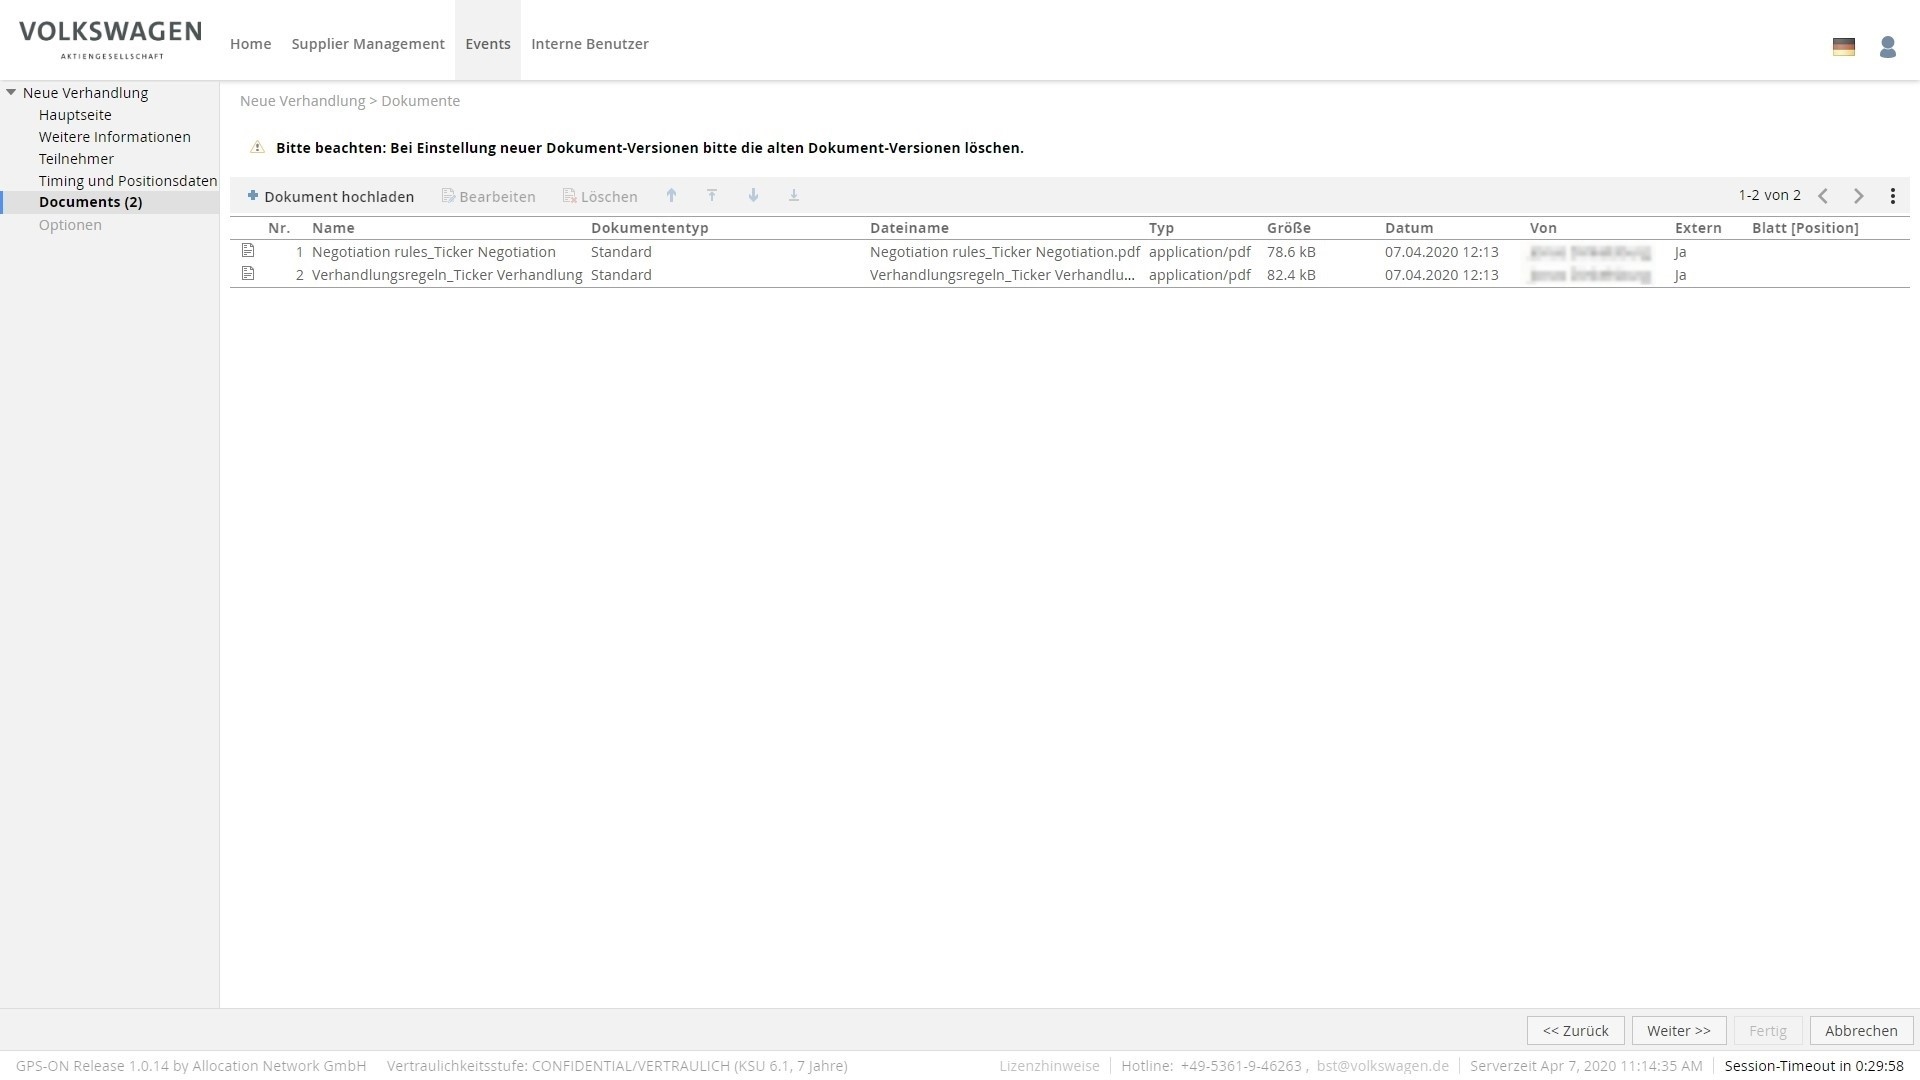 VOLKSWAGEN
AKTIENGESELLSCHAFT
Home Supplier Management Events Interne Benutzer
Neue Verhandlung
Hauptseite
Weitere Informationen
Teilnehmer
Timing und Positionsdaten
Documents (2)
Optionen
Neue Verhandlung > Dokumente
Bitte beachten: Bei Einstellung neuer Dokument-Versionen bitte die alten Dokument-Versionen löschen.
Dokument hochladen Bearbeiten Löschen 1-2 von 2
Nr. Name Dokumententyp Dateiname Typ Größe Datum Von Extern Blatt [Position]
1 Negotiation rules_Ticker Negotiation Standard Negotiation rules_Ticker Negotiation.pdf application/pdf 78.6 kB 07.04.2020 12:13 Ja
2 Verhandlungsregeln_Ticker Verhandlung Standard Verhandlungsregeln_Ticker Verhandlu... application/pdf 82.4 kB 07.04.2020 12:13 Ja
<< Zurück Weiter >> Fertig Abbrechen
GPS-ON Release 1.0.14 by Allocation Network GmbH Vertraulichkeitsstufe: CONFIDENTIAL/VERTRAULICH (KSU 6.1, 7 Jahre) Lizenzhinweise Hotline: +49-5361-9-46263 , bst@volkswagen.de Serverzeit Apr 7, 2020 11:14:35 AM Session-Timeout in 0:29:58